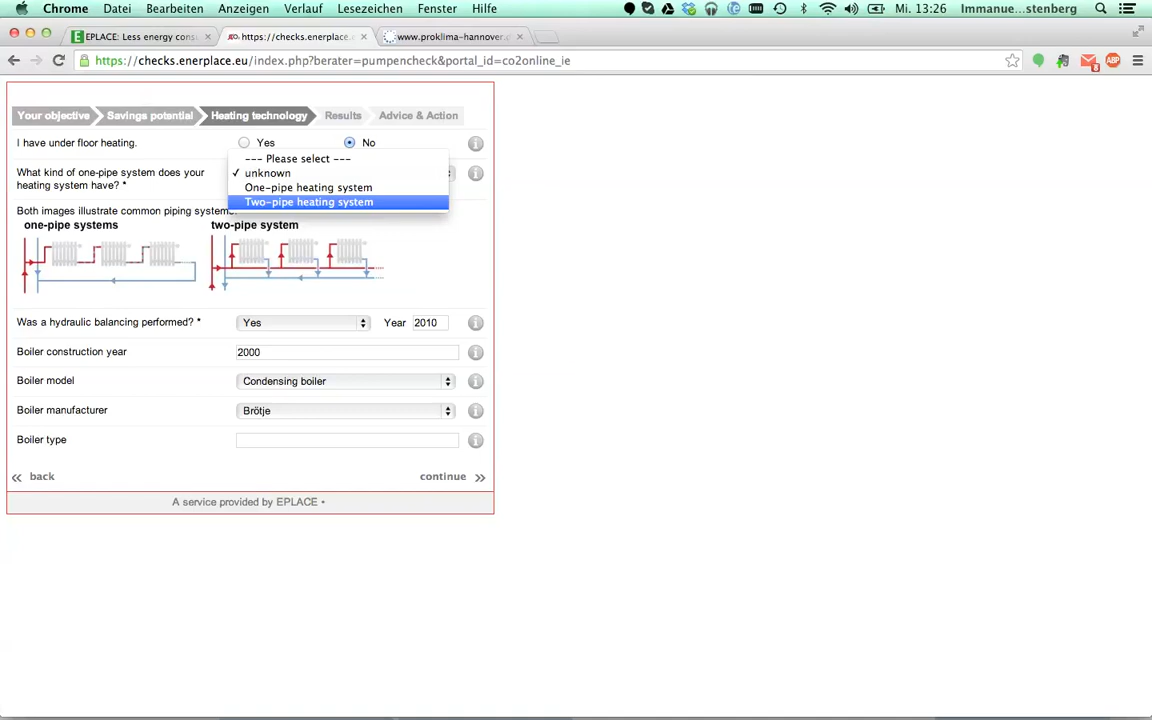 Chrome Datei Bearbeiten Anzeigen Verlauf Lesezeichen Fenster Hilfe Mi. 13:26 Immanue...stenberg
EPLACE: Less energy cons https://checks.enerplace. www.proklima-hannover.
https://checks.enerplace.eu/index.php?berater=pumpencheck&portal_id=co2online_ie
Your objective Savings potential Heating technology Results Advice & Action
I have under floor heating. Yes No
--- Please select ---
✓ unknown
One-pipe heating system
Two-pipe heating system
What kind of one-pipe system does your
heating system have? *
Both images illustrate common piping systems.
one-pipe systems two-pipe system
Was a hydraulic balancing performed? * Yes Year 2010
Boiler construction year 2000
Boiler model Condensing boiler
Boiler manufacturer Brötje
Boiler type
« back continue »
A service provided by EPLACE •